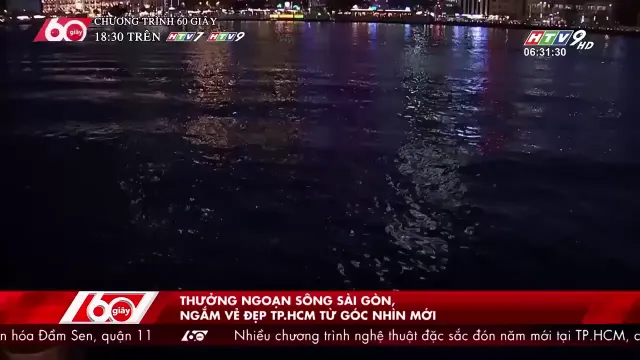 60 giây
CHƯƠNG TRÌNH 60 GIÂY
18:30 TRÊN HTV7 HTV9
HTV9 HD
06:31:30
60 giây
THƯỞNG NGOẠN SÔNG SÀI GÒN,
NGẮM VẺ ĐẸP TP.HCM TỪ GÓC NHÌN MỚI
n hóa Đầm Sen, quận 11 60 giây Nhiều chương trình nghệ thuật đặc sắc đón năm mới tại TP.HCM, c